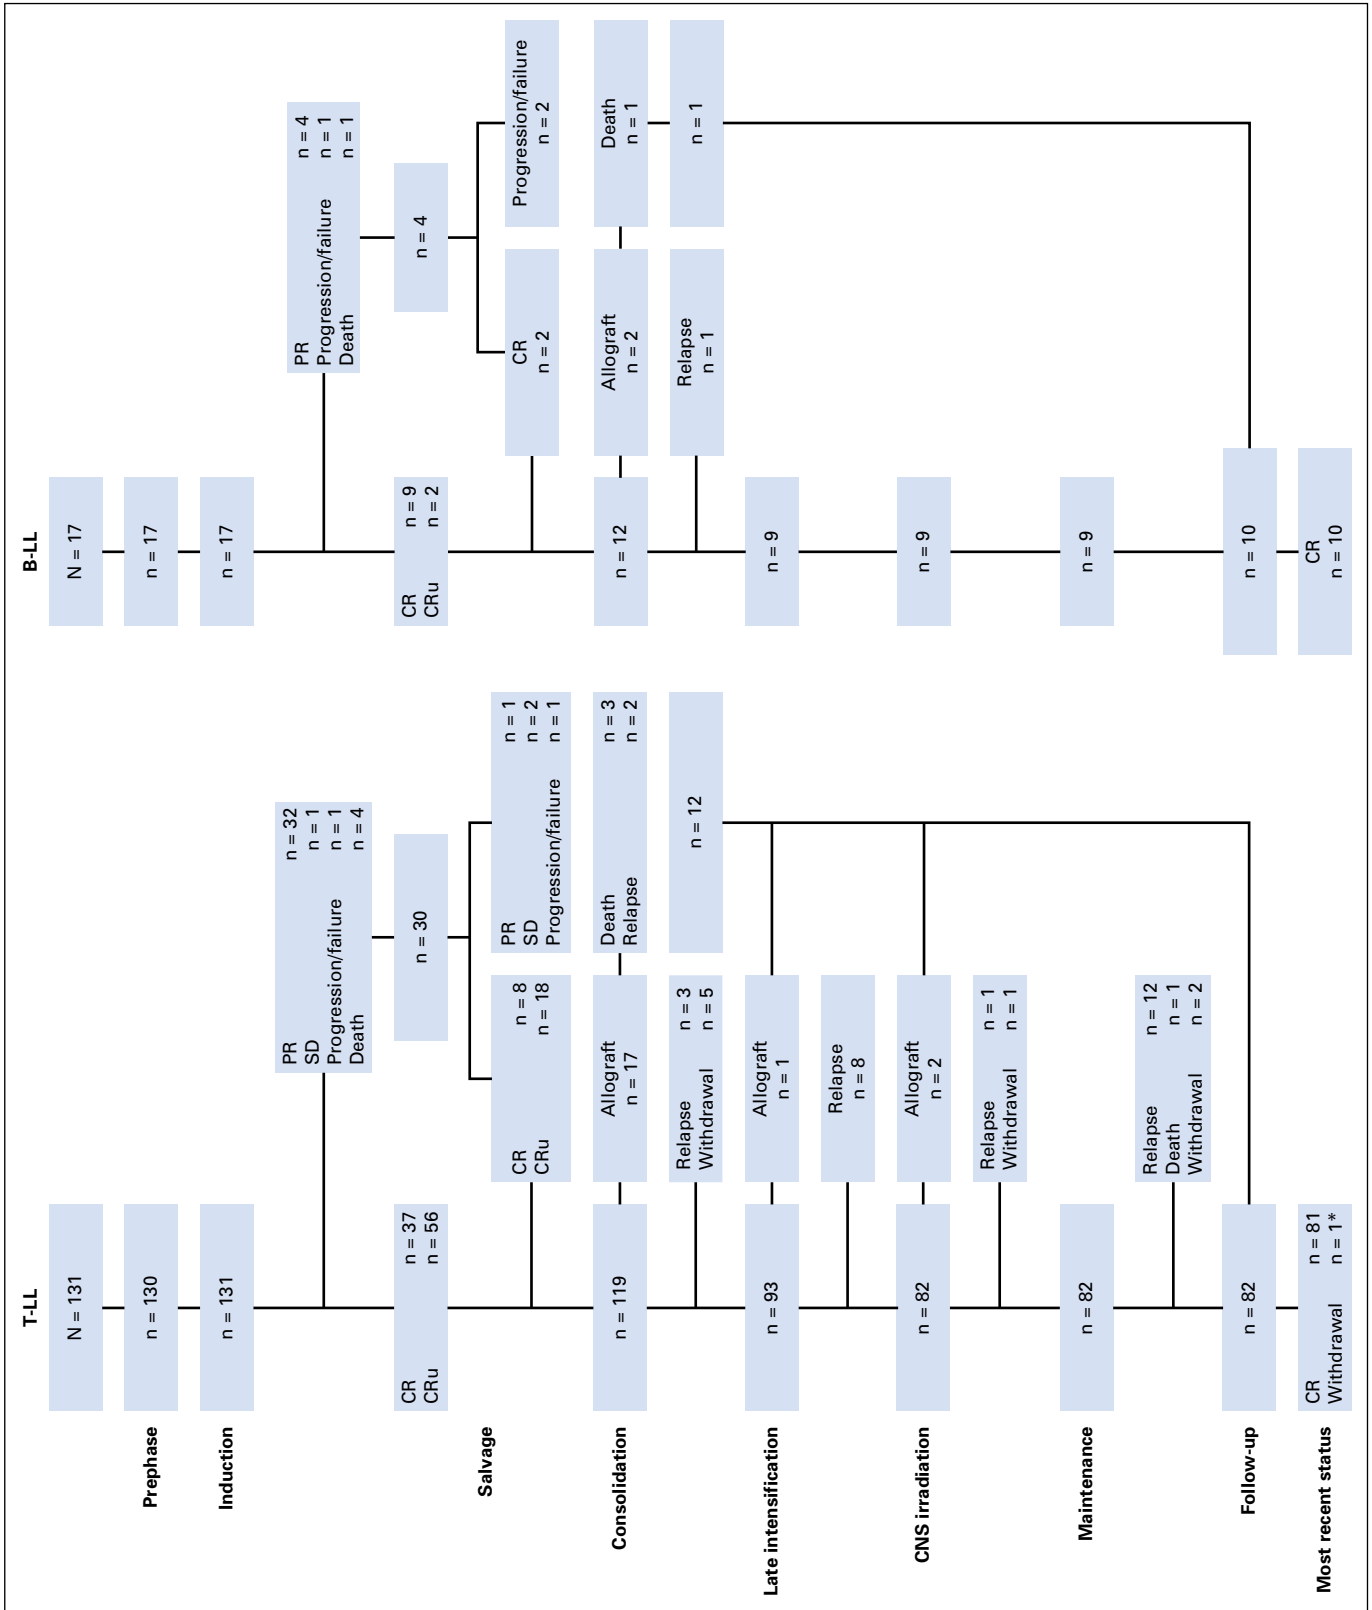 T-LL
B-LL
N = 131
N = 17
Prephase
n = 130
n = 17
Induction
n = 131
n = 17
PR n = 32
SD n = 1
Progression/failure n = 1
Death n = 4
PR n = 4
Progression/failure n = 1
Death n = 1
CR n = 37
CRu n = 56
n = 30
CR n = 9
CRu n = 2
n = 4
Salvage
CR n = 8
CRu n = 18
PR n = 1
SD n = 2
Progression/failure n = 1
CR
n = 2
Progression/failure
n = 2
Consolidation
n = 119
Allograft
n = 17
Death n = 3
Relapse n = 2
n = 12
Allograft
n = 2
Death
n = 1
Relapse n = 3
Withdrawal n = 5
n = 12
Relapse
n = 1
n = 1
Late intensification
n = 93
Allograft
n = 1
n = 9
Relapse
n = 8
CNS irradiation
n = 82
Allograft
n = 2
n = 9
Relapse n = 1
Withdrawal n = 1
Maintenance
n = 82
n = 9
Relapse n = 12
Death n = 1
Withdrawal n = 2
Follow-up
n = 82
n = 10
Most recent status
CR n = 81
Withdrawal n = 1*
CR
n = 10